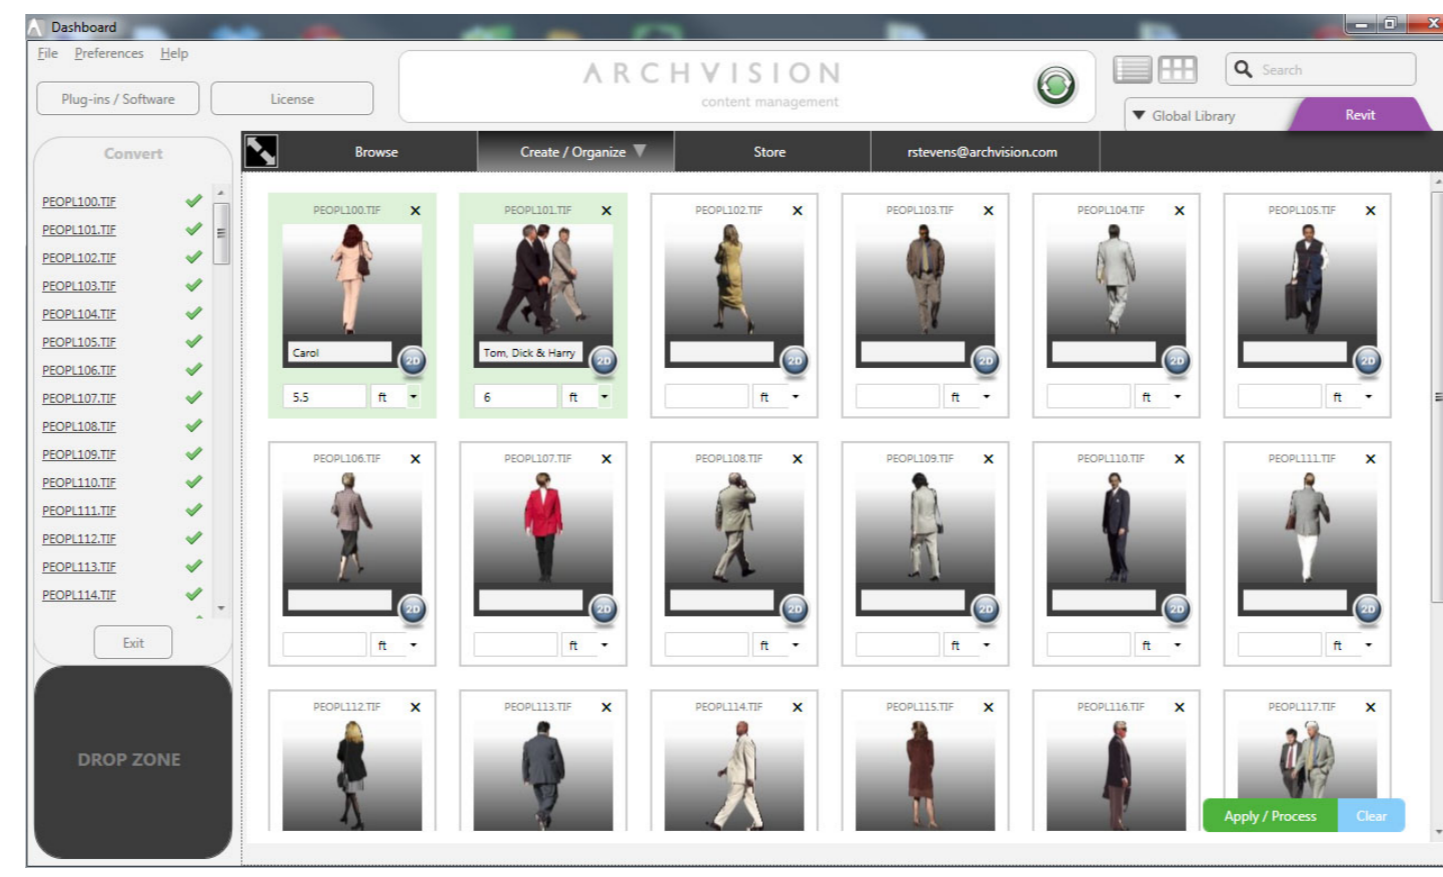 Dashboard
File Preferences Help
Plug-ins / Software License
ARCHVISION
content management
Search
Global Library Revit
Convert
Browse Create / Organize Store rstevens@archvision.com
PEOPL100.TIF
PEOPL101.TIF
PEOPL102.TIF
PEOPL103.TIF
PEOPL104.TIF
PEOPL105.TIF
PEOPL106.TIF
PEOPL107.TIF
PEOPL108.TIF
PEOPL109.TIF
PEOPL110.TIF
PEOPL111.TIF
PEOPL112.TIF
PEOPL113.TIF
PEOPL114.TIF
Exit
DROP ZONE
PEOPL100.TIF PEOPL101.TIF PEOPL102.TIF PEOPL103.TIF PEOPL104.TIF PEOPL105.TIF
Carol Tom, Dick & Harry
2D 2D 2D 2D 2D 2D
5.5 ft 6 ft ft ft ft ft
PEOPL106.TIF PEOPL107.TIF PEOPL108.TIF PEOPL109.TIF PEOPL110.TIF PEOPL111.TIF
2D 2D 2D 2D 2D 2D
ft ft ft ft ft ft
PEOPL112.TIF PEOPL113.TIF PEOPL114.TIF PEOPL115.TIF PEOPL116.TIF PEOPL117.TIF
Apply / Process Clear